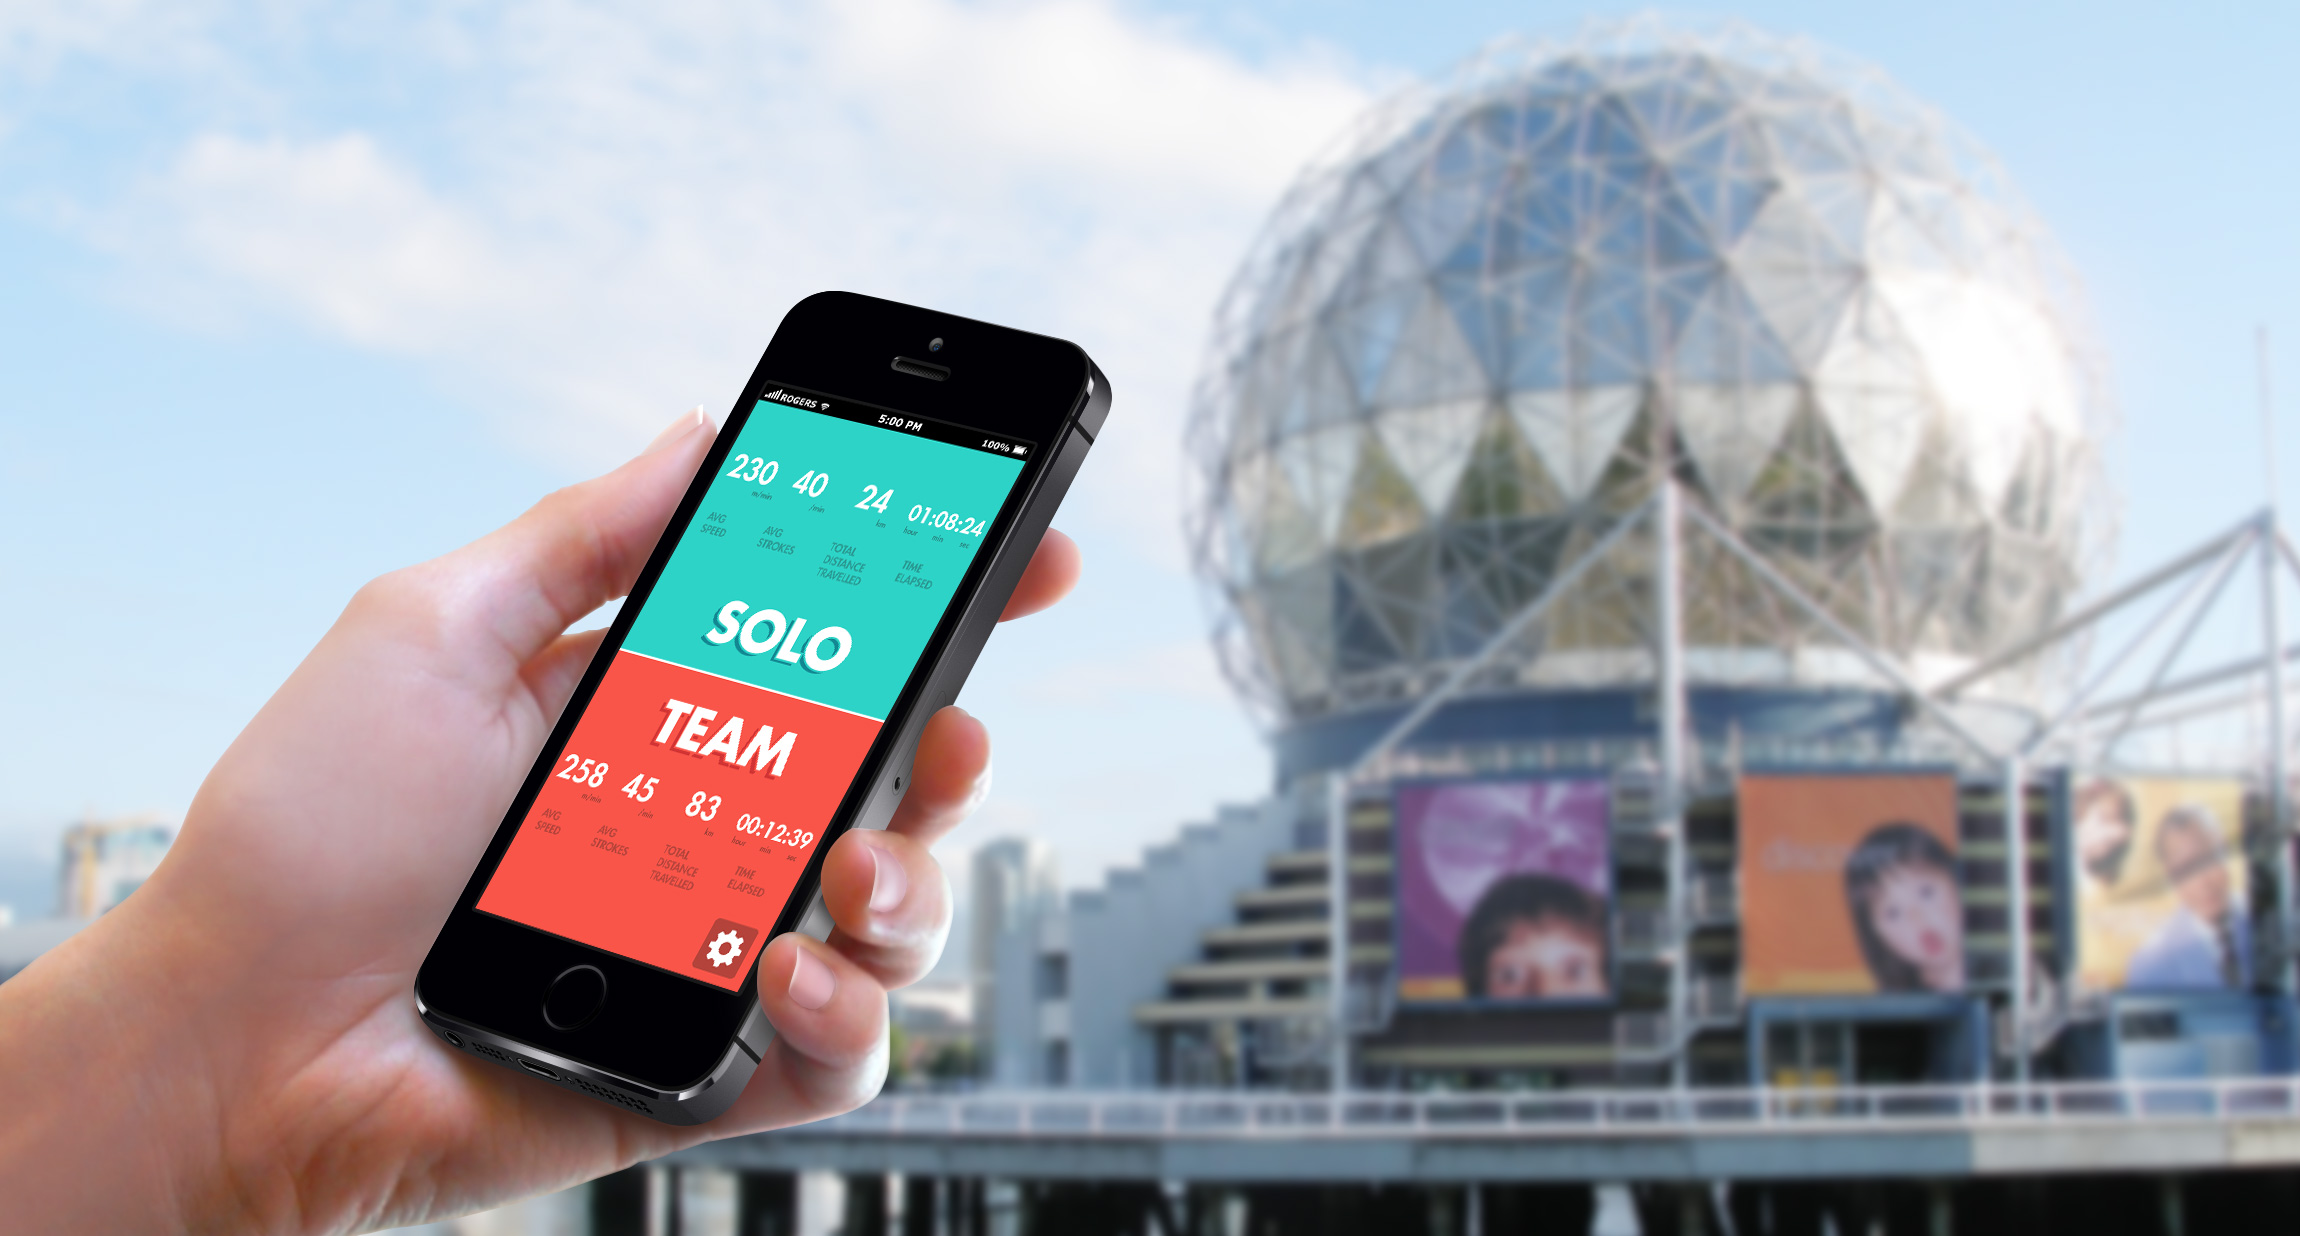 ROGERS 5:00 PM 100%
230 40 24 01:08:24
m/min /min km hour min sec
AVG SPEED
AVG STROKES
TOTAL DISTANCE TRAVELLED
TIME ELAPSED
SOLO
TEAM
258 45 83 00:12:39
m/min /min km hour min sec
AVG SPEED
AVG STROKES
TOTAL DISTANCE TRAVELLED
TIME ELAPSED